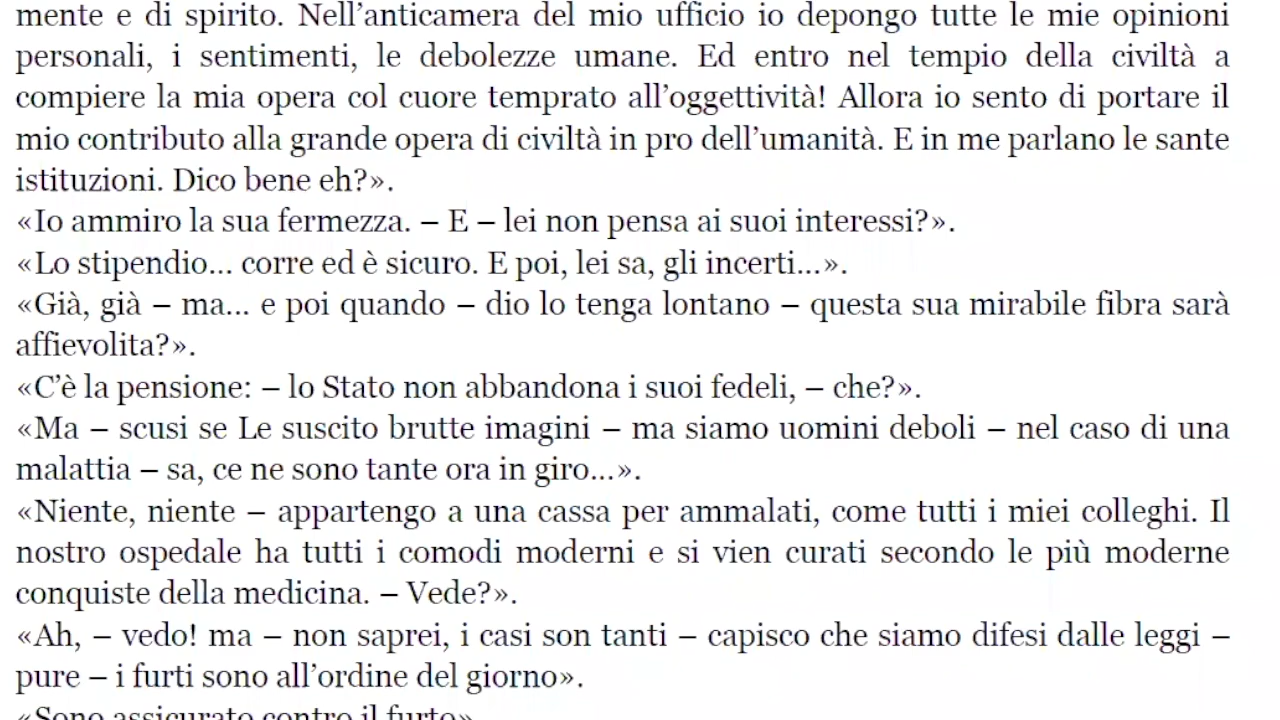 mente e di spirito. Nell’anticamera del mio ufficio io depongo tutte le mie opinioni
personali, i sentimenti, le debolezze umane. Ed entro nel tempio della civiltà a
compiere la mia opera col cuore temprato all’oggettività! Allora io sento di portare il
mio contributo alla grande opera di civiltà in pro dell’umanità. E in me parlano le sante
istituzioni. Dico bene eh?».
«Io ammiro la sua fermezza. – E – lei non pensa ai suoi interessi?».
«Lo stipendio... corre ed è sicuro. E poi, lei sa, gli incerti...».
«Già, già – ma... e poi quando – dio lo tenga lontano – questa sua mirabile fibra sarà
affievolita?».
«C’è la pensione: – lo Stato non abbandona i suoi fedeli, – che?».
«Ma – scusi se Le suscito brutte imagini – ma siamo uomini deboli – nel caso di una
malattia – sa, ce ne sono tante ora in giro...».
«Niente, niente – appartengo a una cassa per ammalati, come tutti i miei colleghi. Il
nostro ospedale ha tutti i comodi moderni e si vien curati secondo le più moderne
conquiste della medicina. – Vede?».
«Ah, – vedo! ma – non saprei, i casi son tanti – capisco che siamo difesi dalle leggi –
pure – i furti sono all’ordine del giorno».
«Sono assicurato contro il furto»